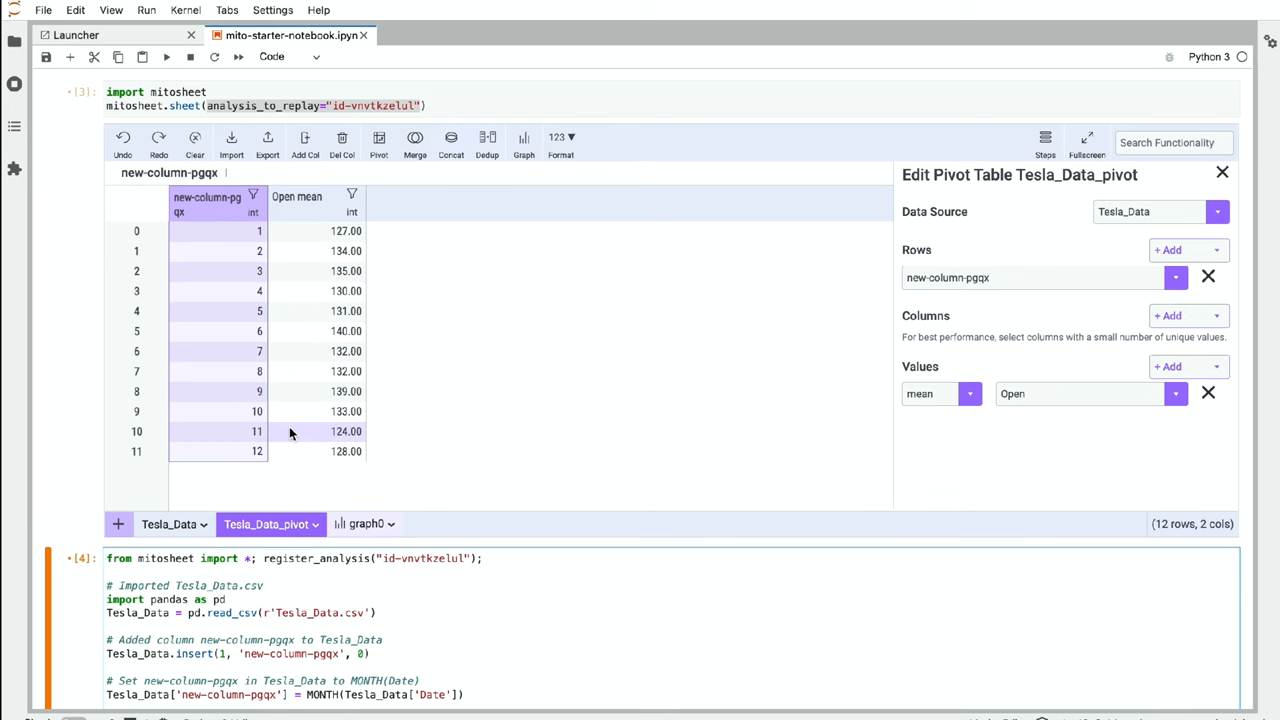 File Edit View Run Kernel Tabs Settings Help
Launcher
mito-starter-notebook.ipyn
Code
Python 3
[3]:
import mitosheet
mitosheet.sheet(analysis_to_replay="id-vnvtkzelul")
Undo Redo Clear Import Export Add Col Del Col Pivot Merge Concat Dedup Graph 123 Format Steps Fullscreen
Search Functionality
new-column-pgqx
new-column-pg
qx int
Open mean
int
0 1 127.00
1 2 134.00
2 3 135.00
3 4 130.00
4 5 131.00
5 6 140.00
6 7 132.00
7 8 132.00
8 9 139.00
9 10 133.00
10 11 124.00
11 12 128.00
Edit Pivot Table Tesla_Data_pivot
Data Source Tesla_Data
Rows + Add
new-column-pgqx
Columns + Add
For best performance, select columns with a small number of unique values.
Values + Add
mean Open
+ Tesla_Data Tesla_Data_pivot graph0 (12 rows, 2 cols)
[4]:
from mitosheet import *; register_analysis("id-vnvtkzelul");
# Imported Tesla_Data.csv
import pandas as pd
Tesla_Data = pd.read_csv(r'Tesla_Data.csv')
# Added column new-column-pgqx to Tesla_Data
Tesla_Data.insert(1, 'new-column-pgqx', 0)
# Set new-column-pgqx in Tesla_Data to MONTH(Date)
Tesla_Data['new-column-pgqx'] = MONTH(Tesla_Data['Date'])